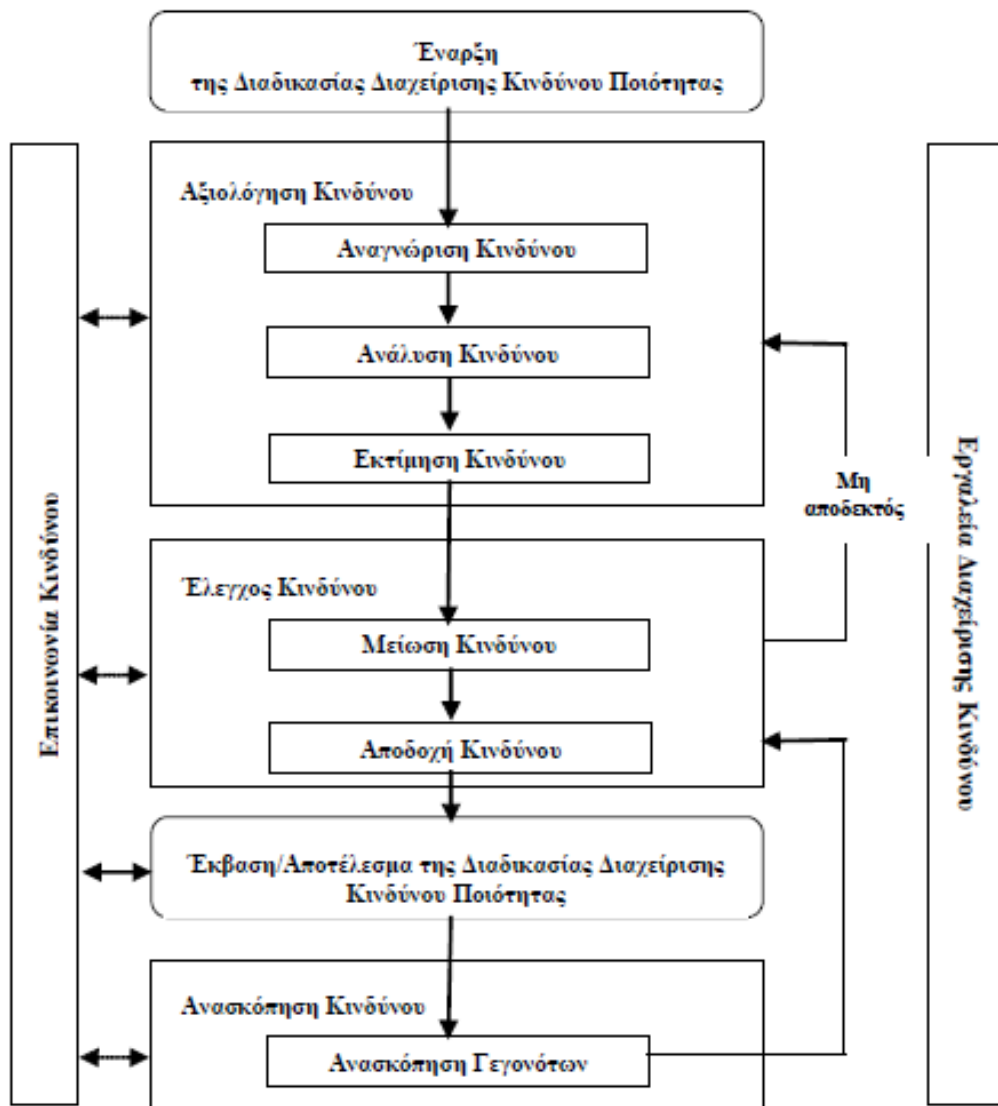 Έναρξη
της Διαδικασίας Διαχείρισης Κινδύνου Ποιότητας
Αξιολόγηση Κινδύνου
Αναγνώριση Κινδύνου
Ανάλυση Κινδύνου
Εκτίμηση Κινδύνου
Μη
αποδεκτός
Έλεγχος Κινδύνου
Μείωση Κινδύνου
Αποδοχή Κινδύνου
Έκβαση/Αποτέλεσμα της Διαδικασίας Διαχείρισης
Κινδύνου Ποιότητας
Ανασκόπηση Κινδύνου
Ανασκόπηση Γεγονότων
Επικοινωνία Κινδύνου
Εργαλεία Διαχείρισης Κινδύνου